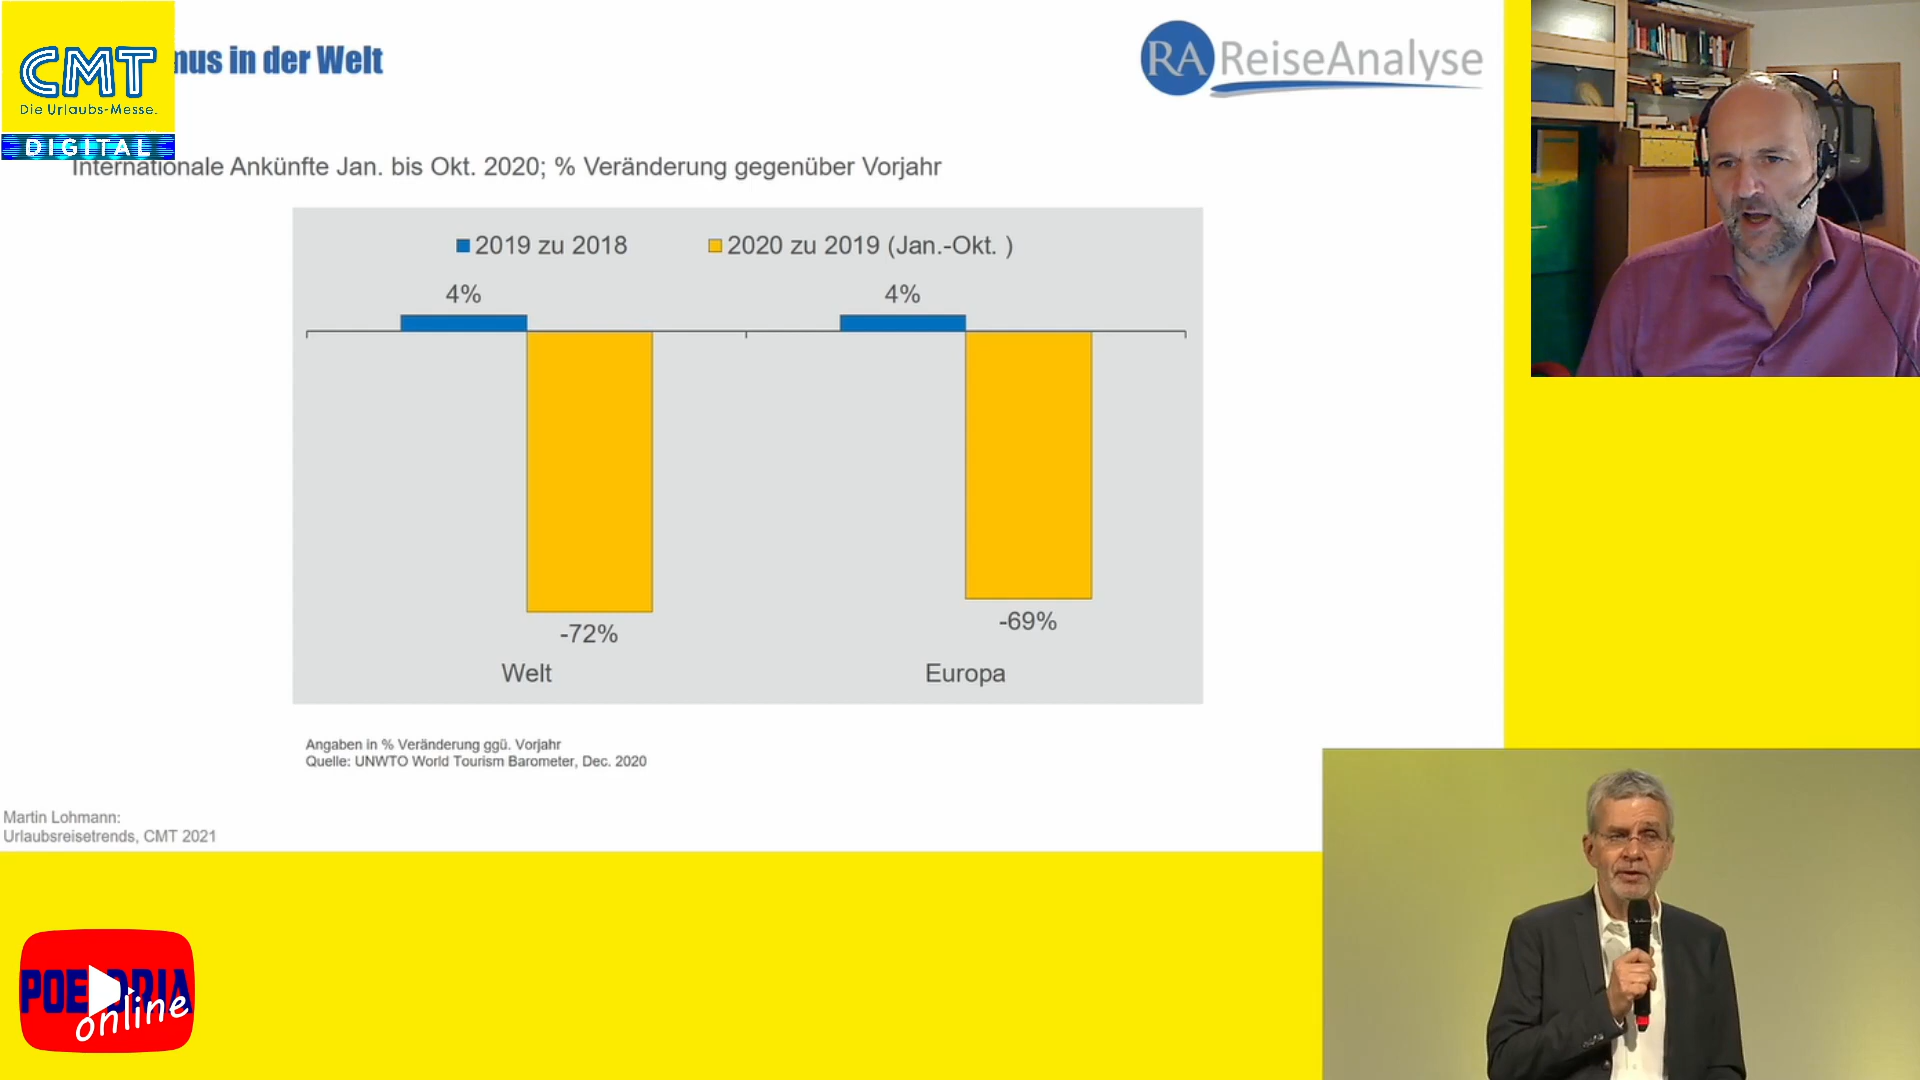 CMT
Die Urlaubs-Messe.
DIGITAL
mus in der Welt
RA ReiseAnalyse
Internationale Ankünfte Jan. bis Okt. 2020; % Veränderung gegenüber Vorjahr
2019 zu 2018
2020 zu 2019 (Jan.-Okt. )
4%
4%
-72%
-69%
Welt
Europa
Angaben in % Veränderung ggü. Vorjahr
Quelle: UNWTO World Tourism Barometer, Dec. 2020
Martin Lohmann:
Urlaubsreisetrends, CMT 2021
online